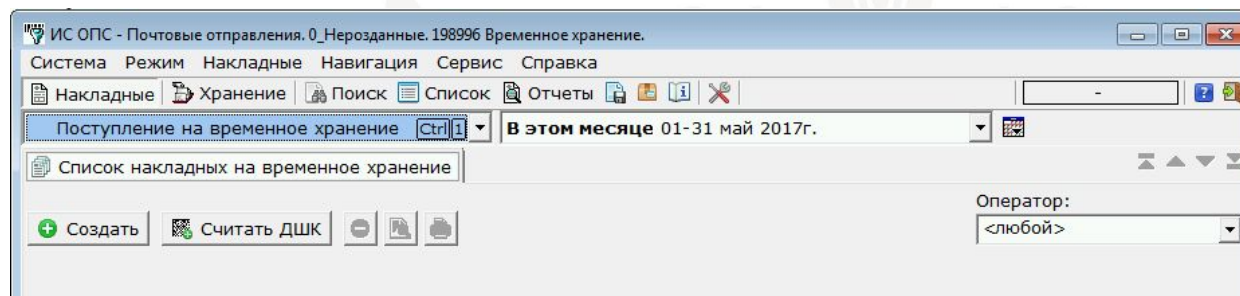 ИС ОПС - Почтовые отправления. 0_Нерозданные. 198996 Временное хранение.
Система Режим Накладные Навигация Сервис Справка
Накладные Хранение Поиск Список Отчеты -
Поступление на временное хранение Ctrl 1 В этом месяце 01-31 май 2017г.
Список накладных на временное хранение
Оператор:
Создать Считать ДШК <любой>